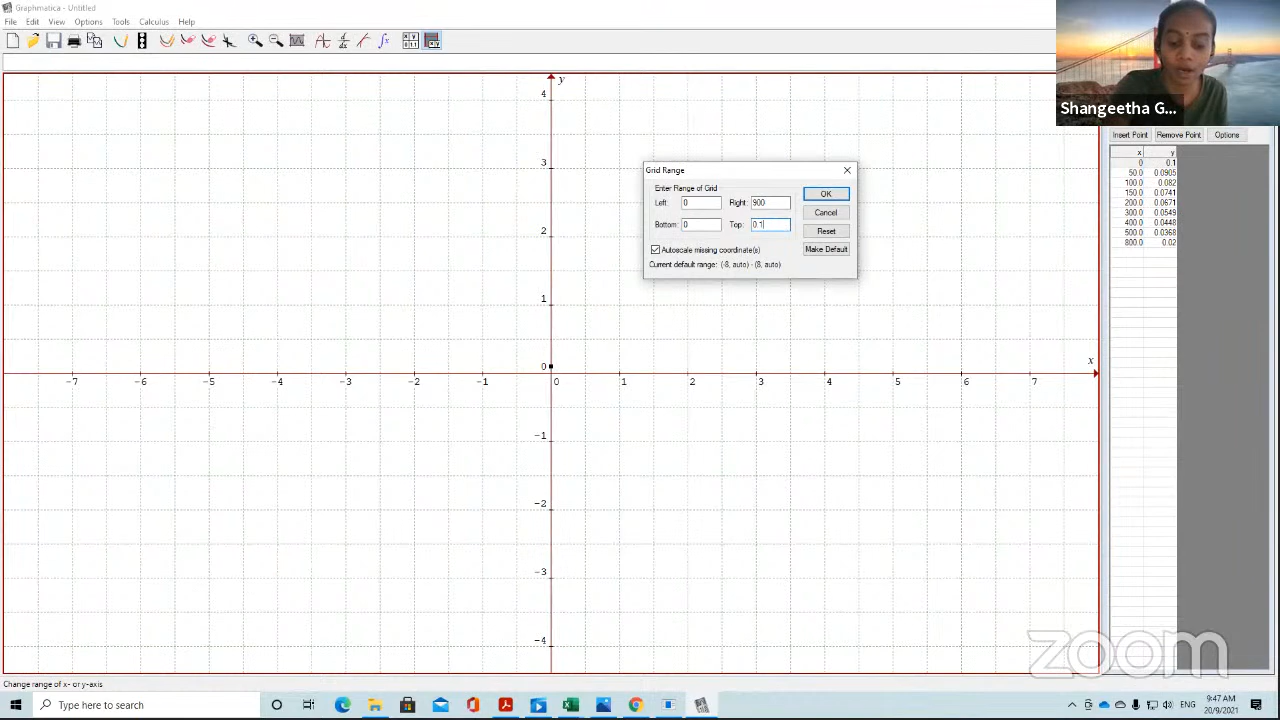 Graphmatica - Untitled
File Edit View Options Tools Calculus Help
y
x
4
3
2
1
0
-1
-2
-3
-4
-7 -6 -5 -4 -3 -2 -1 0 1 2 3 4 5 6 7
Grid Range
Enter Range of Grid
Left: 0 Right: 900
Bottom: 0 Top: 0.1
Autoscale missing coordinate(s)
Current default range: (-8, auto) - (8, auto)
OK
Cancel
Reset
Make Default
Shangeetha G...
Insert Point Remove Point Options
x y
0 0.1
50.0 0.0905
100.0 0.082
150.0 0.0741
200.0 0.0671
300.0 0.0549
400.0 0.0448
500.0 0.0368
800.0 0.02
zoom
Change range of x- or y-axis
Type here to search
ENG
9:47 AM
20/9/2021